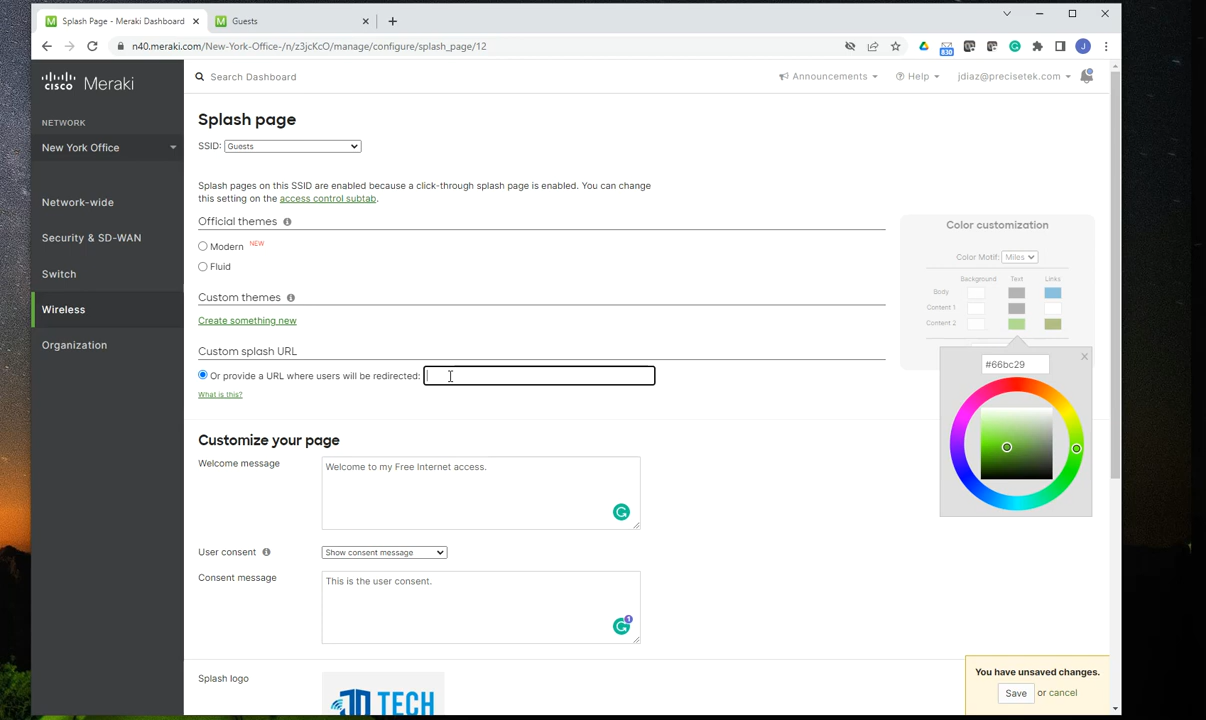 Splash Page - Meraki Dashboard
Guests
n40.meraki.com/New-York-Office-/n/z3jcKcO/manage/configure/splash_page/12
830
J
cisco Meraki
Search Dashboard
Announcements
Help
jdiaz@precisetek.com
NETWORK
New York Office
Network-wide
Security & SD-WAN
Switch
Wireless
Organization
Splash page
SSID: Guests
Splash pages on this SSID are enabled because a click-through splash page is enabled. You can change
this setting on the access control subtab.
Official themes
Modern NEW
Fluid
Custom themes
Create something new
Custom splash URL
Or provide a URL where users will be redirected:
What is this?
Color customization
Color Motif: Miles
Background Text Links
Body
Content 1
Content 2
#66bc29
Customize your page
Welcome message
Welcome to my Free Internet access.
User consent
Show consent message
Consent message
This is the user consent.
1
Splash logo
JD TECH
You have unsaved changes.
Save or cancel